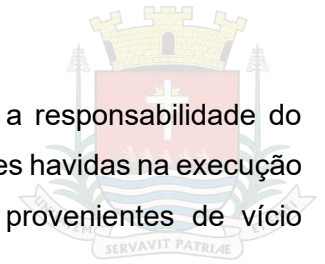 a responsabilidade do
es havidas na execução
provenientes de vício
SERVAVIT PATRIAE